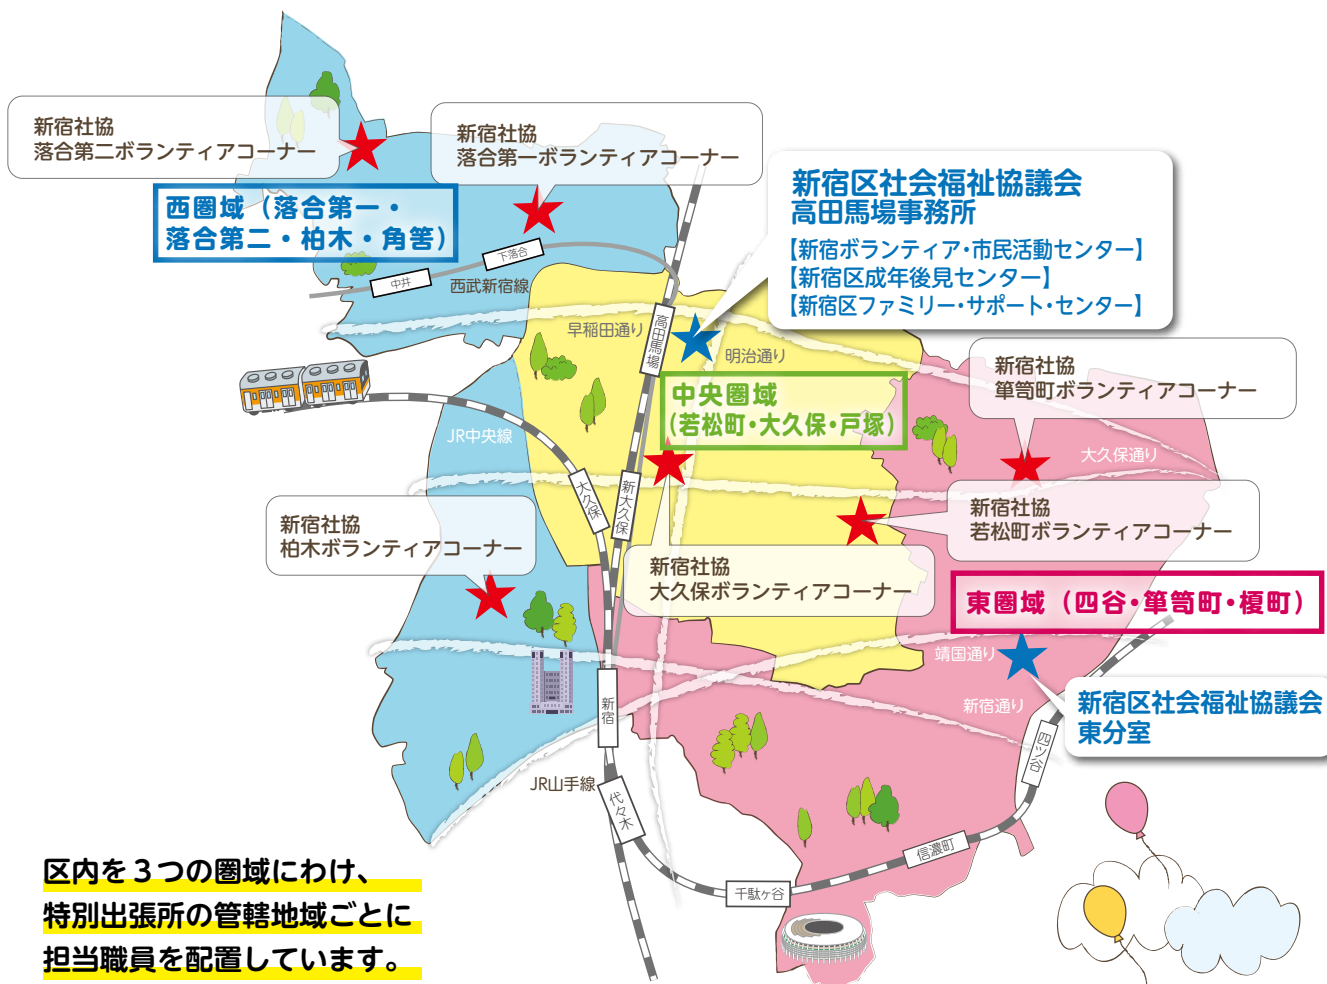 新宿社協
落合第二ボランティアコーナー
新宿社協
落合第一ボランティアコーナー
新宿区社会福祉協議会
高田馬場事務所
【新宿ボランティア・市民活動センター】
【新宿区成年後見センター】
【新宿区ファミリー・サポート・センター】
西圏域（落合第一・
落合第二・柏木・角筈）
下落合
中井
西武新宿線
早稲田通り
高田馬場
明治通り
新宿社協
箪笥町ボランティアコーナー
中央圏域
（若松町・大久保・戸塚）
JR中央線
大久保通り
大久保
新大久保
新宿社協
柏木ボランティアコーナー
新宿社協
若松町ボランティアコーナー
新宿社協
大久保ボランティアコーナー
東圏域（四谷・箪笥町・榎町）
靖国通り
新宿通り
新宿区社会福祉協議会
東分室
新宿
四ツ谷
JR山手線
代々木
信濃町
千駄ヶ谷
区内を３つの圏域にわけ、
特別出張所の管轄地域ごとに
担当職員を配置しています。